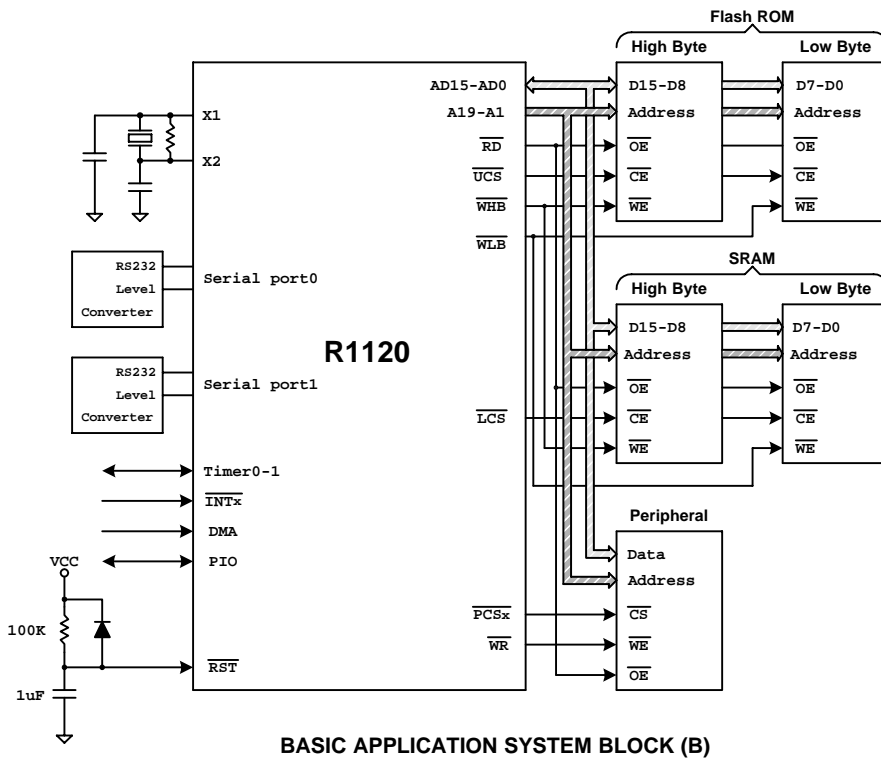 Flash ROM
High Byte
Low Byte
AD15-AD0
D15-D8
D7-D0
A19-A1
Address
Address
X1
X2
RD
OE
OE
UCS
CE
CE
WHB
WE
WE
WLB
RS232
Level
Converter
Serial port0
SRAM
High Byte
Low Byte
D15-D8
D7-D0
R1120
Address
Address
RS232
Level
Converter
Serial port1
OE
OE
LCS
CE
CE
WE
WE
Timer0-1
INTx
DMA
PIO
Peripheral
Data
Address
VCC
100K
1uF
RST
PCSx
CS
WR
WE
OE
BASIC APPLICATION SYSTEM BLOCK (B)